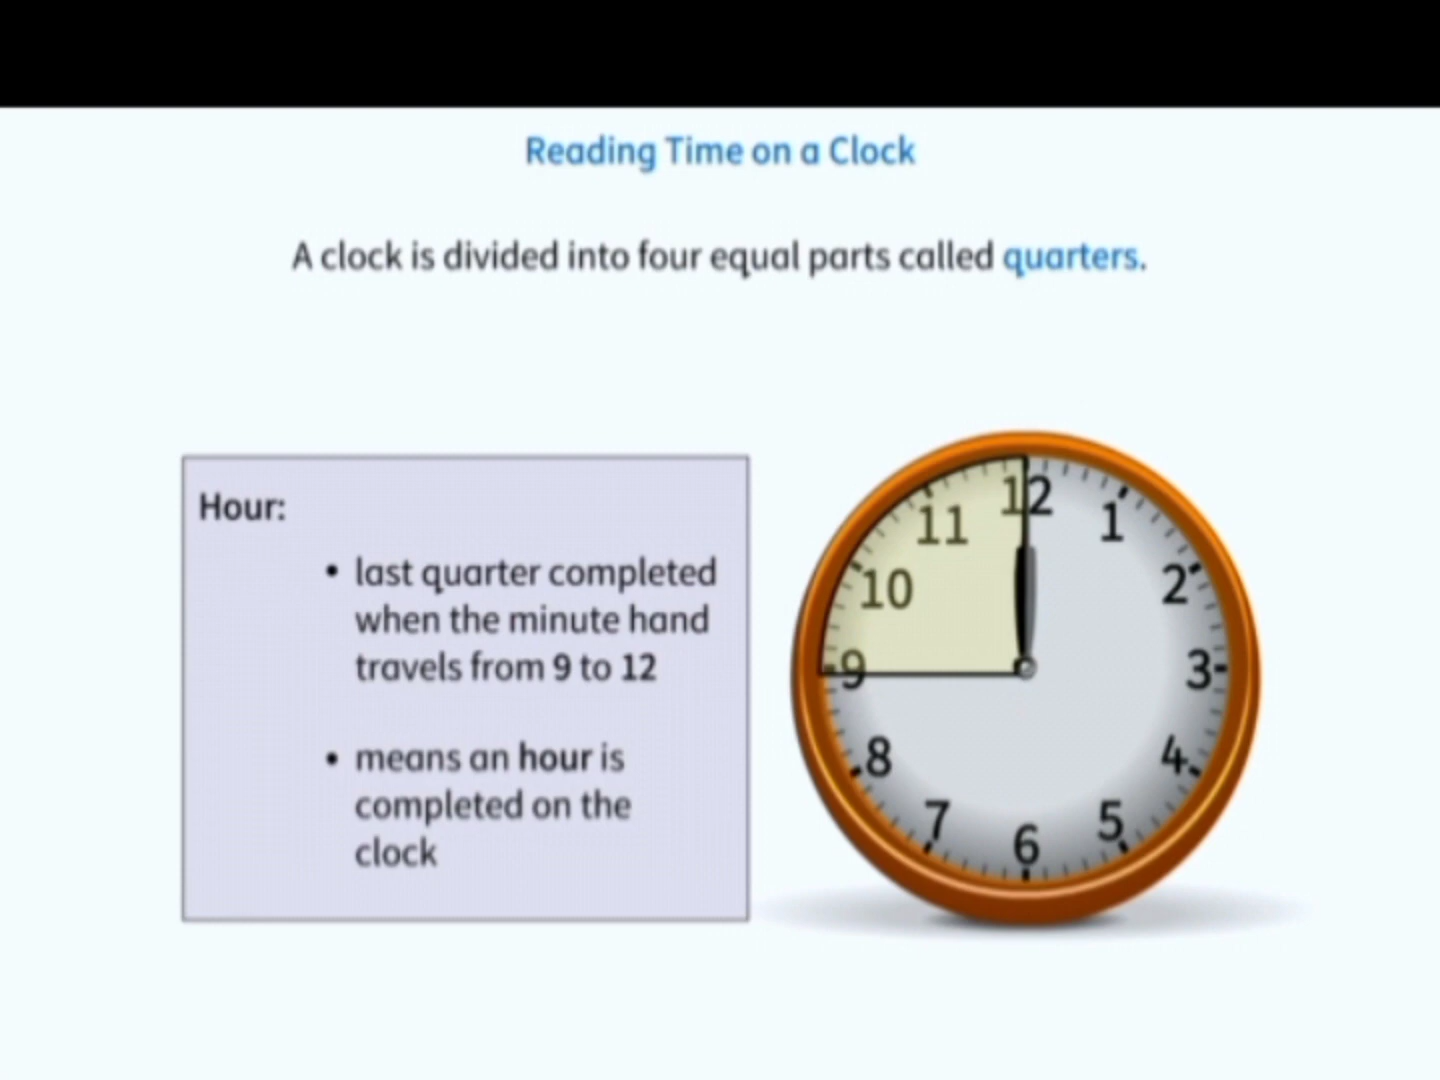 Reading Time on a Clock
A clock is divided into four equal parts called quarters.
Hour:
• last quarter completed
when the minute hand
travels from 9 to 12
• means an hour is
completed on the
clock
12
11
1
10
2
9
3
8
4
7
5
6